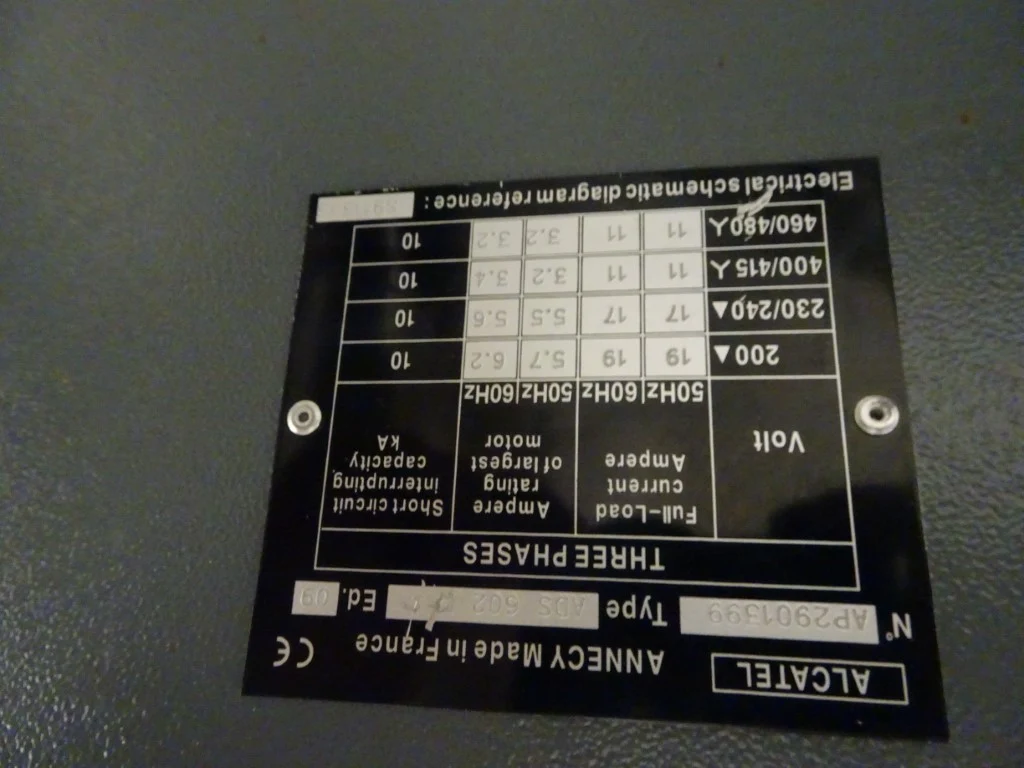 ALCATEL ANNECY Made in France CE
N° AP2901399 Type ADS 602 Ed. 09
THREE PHASES
Volt Full-Load current Ampere Ampere rating of largest motor Short circuit interrupting capacity kA
50Hz 60Hz 50Hz 60Hz
200▼ 19 19 5.7 6.2 10
230/240▼ 17 17 5.5 5.6 10
400/415 Y 11 11 3.2 3.4 10
460/480 Y 11 11 3.2 3.2 10
Electrical schematic diagram reference :